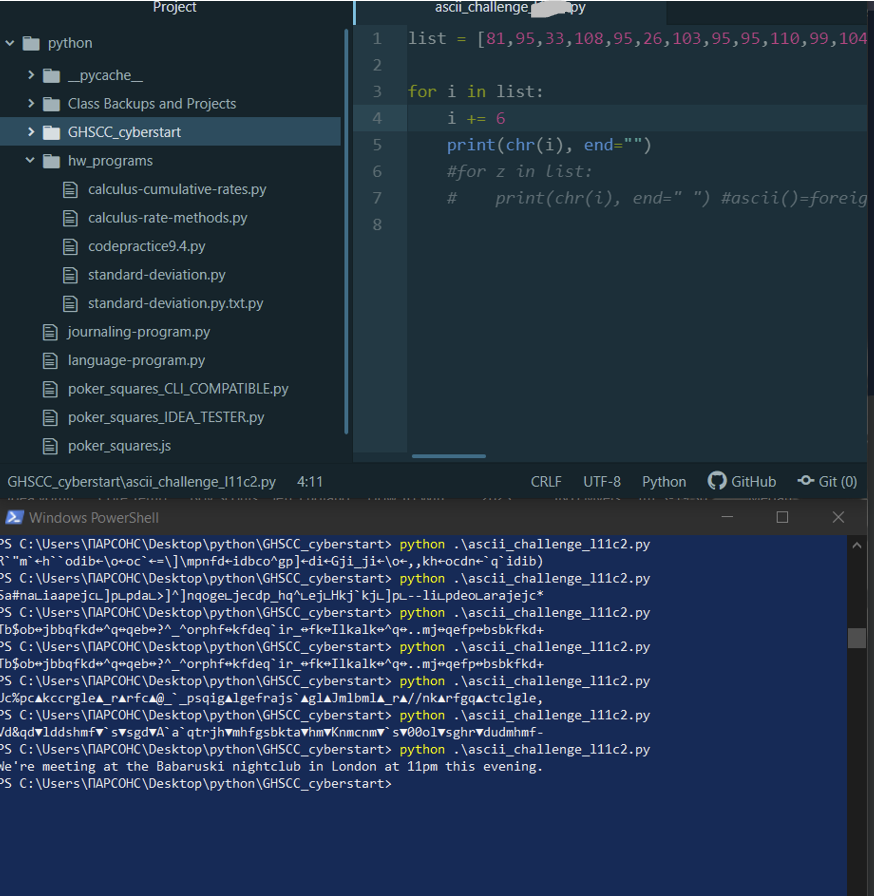 Project
ascii_challenge_ py
python
__pycache__
Class Backups and Projects
GHSCC_cyberstart
hw_programs
calculus-cumulative-rates.py
calculus-rate-methods.py
codepractice9.4.py
standard-deviation.py
standard-deviation.py.txt.py
journaling-program.py
language-program.py
poker_squares_CLI_COMPATIBLE.py
poker_squares_IDEA_TESTER.py
poker_squares.js
1 list = [81,95,33,108,95,26,103,95,95,110,99,104
2
3 for i in list:
4 i += 6
5 print(chr(i), end="")
6 #for z in list:
7 # print(chr(i), end=" ") #ascii()=foreig
8
GHSCC_cyberstart\ascii_challenge_l11c2.py 4:11 CRLF UTF-8 Python GitHub Git (0)
Windows PowerShell
PS C:\Users\ПАРСОНС\Desktop\python\GHSCC_cyberstart> python .\ascii_challenge_l11c2.py
R`"m`←h``odib←\o←oc`←=\]\mpnfd←idbco^gp]←di←Gji_ji←\o←,,kh←ocdn←`q`idib)
PS C:\Users\ПАРСОНС\Desktop\python\GHSCC_cyberstart> python .\ascii_challenge_l11c2.py
Sa#na∟iaapejc∟]p∟pda∟>]^]nqoge∟jecdp_hq^∟ej∟Hkj`kj∟]p∟--li∟pdeo∟arajejc*
PS C:\Users\ПАРСОНС\Desktop\python\GHSCC_cyberstart> python .\ascii_challenge_l11c2.py
Tb$ob↔jbbqfkd↔^q↔qeb↔?^_^orphf↔kfdeq`ir_↔fk↔Ilkalk↔^q↔..mj↔qefp↔bsbkfkd+
PS C:\Users\ПАРСОНС\Desktop\python\GHSCC_cyberstart> python .\ascii_challenge_l11c2.py
Tb$ob↔jbbqfkd↔^q↔qeb↔?^_^orphf↔kfdeq`ir_↔fk↔Ilkalk↔^q↔..mj↔qefp↔bsbkfkd+
PS C:\Users\ПАРСОНС\Desktop\python\GHSCC_cyberstart> python .\ascii_challenge_l11c2.py
Uc%pc▲kccrgle▲_r▲rfc▲@_`_psqig▲lgefrajs`▲gl▲Jmlbml▲_r▲//nk▲rfgq▲ctclgle,
PS C:\Users\ПАРСОНС\Desktop\python\GHSCC_cyberstart> python .\ascii_challenge_l11c2.py
Vd&qd▼lddshmf▼`s▼sgd▼A`a`qtrjh▼mhfgsbkta▼hm▼Knmcnm▼`s▼00ol▼sghr▼dudmhmf-
PS C:\Users\ПАРСОНС\Desktop\python\GHSCC_cyberstart> python .\ascii_challenge_l11c2.py
We're meeting at the Babaruski nightclub in London at 11pm this evening.
PS C:\Users\ПАРСОНС\Desktop\python\GHSCC_cyberstart>